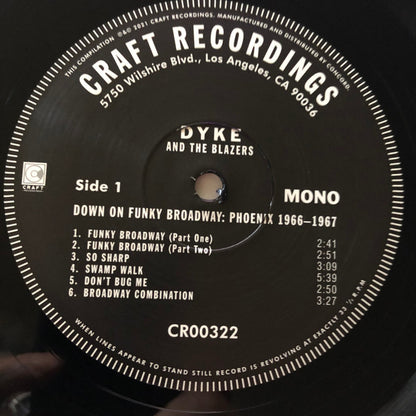 THIS COMPILATION ℗&© 2021 CRAFT RECORDINGS. MANUFACTURED AND DISTRIBUTED BY CONCORD.
CRAFT RECORDINGS
5750 Wilshire Blvd., Los Angeles, CA 90036
DYKE
AND THE BLAZERS
C
CRAFT
Side 1
MONO
DOWN ON FUNKY BROADWAY: PHOENIX 1966–1967
1. FUNKY BROADWAY (Part One) 2:41
2. FUNKY BROADWAY (Part Two) 2:51
3. SO SHARP 3:09
4. SWAMP WALK 5:39
5. DON'T BUG ME 2:50
6. BROADWAY COMBINATION 3:27
CR00322
WHEN LINES APPEAR TO STAND STILL RECORD IS REVOLVING AT EXACTLY 33 ⅓ R.P.M.